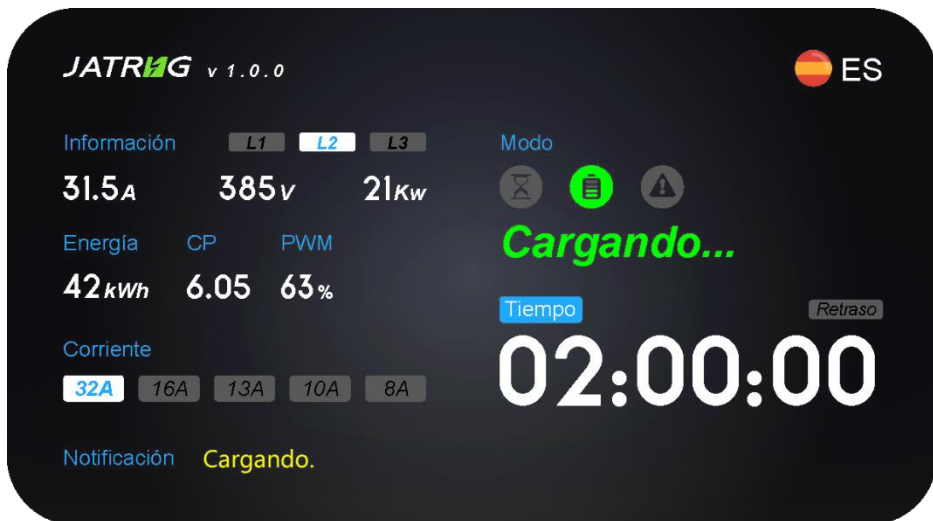 JATRUG v 1.0.0
ES
Información L1 L2 L3
31.5A 385V 21Kw
Energía CP PWM
42kWh 6.05 63%
Corriente
32A 16A 13A 10A 8A
Notificación Cargando.
Modo
Cargando...
Tiempo Retraso
02:00:00